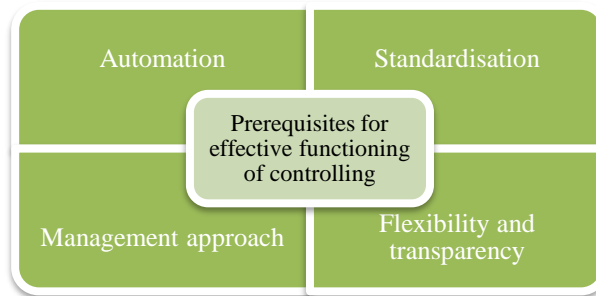 Automation
Standardisation
Prerequisites for
effective functioning
of controlling
Management approach
Flexibility and
transparency